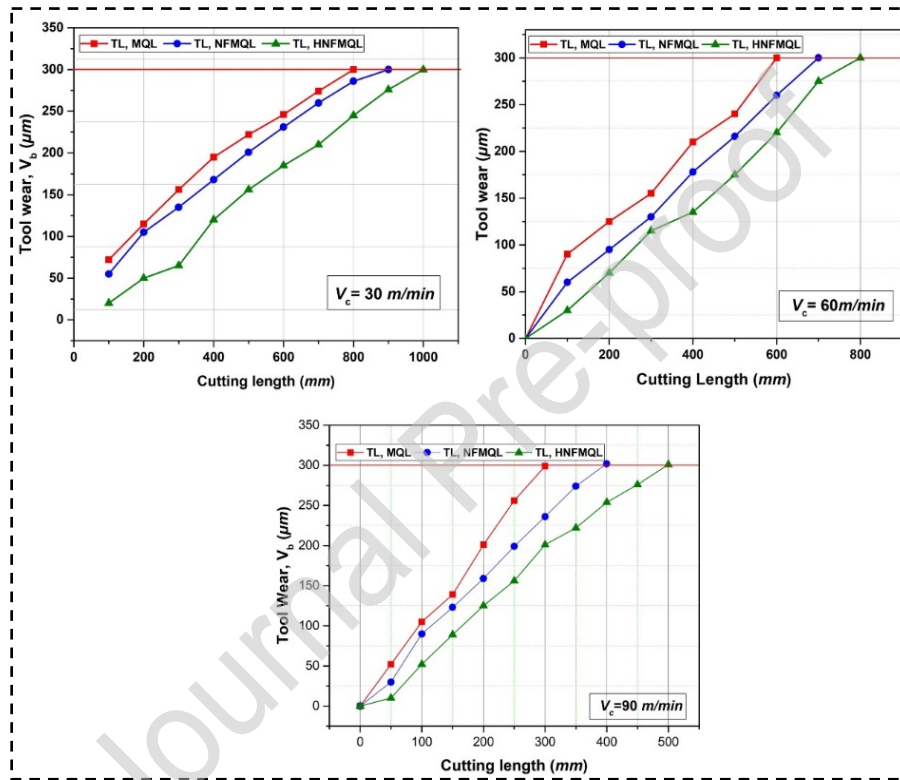 TL, MQL TL, NFMQL TL, HNFMQL
350
300
250
200
150
100
50
0
Tool wear, V_b (μm)
V_c= 30 m/min
0 200 400 600 800 1000
Cutting length (mm)
TL, MQL TL, NFMQL TL, HNFMQL
350
300
250
200
150
100
50
0
Tool wear (μm)
V_c= 60m/min
0 200 400 600 800
Cutting Length (mm)
TL, MQL TL, NFMQL TL, HNFMQL
350
300
250
200
150
100
50
0
Tool Wear, V_b (μm)
V_c=90 m/min
0 100 200 300 400 500
Cutting length (mm)
Journal Pre-proof